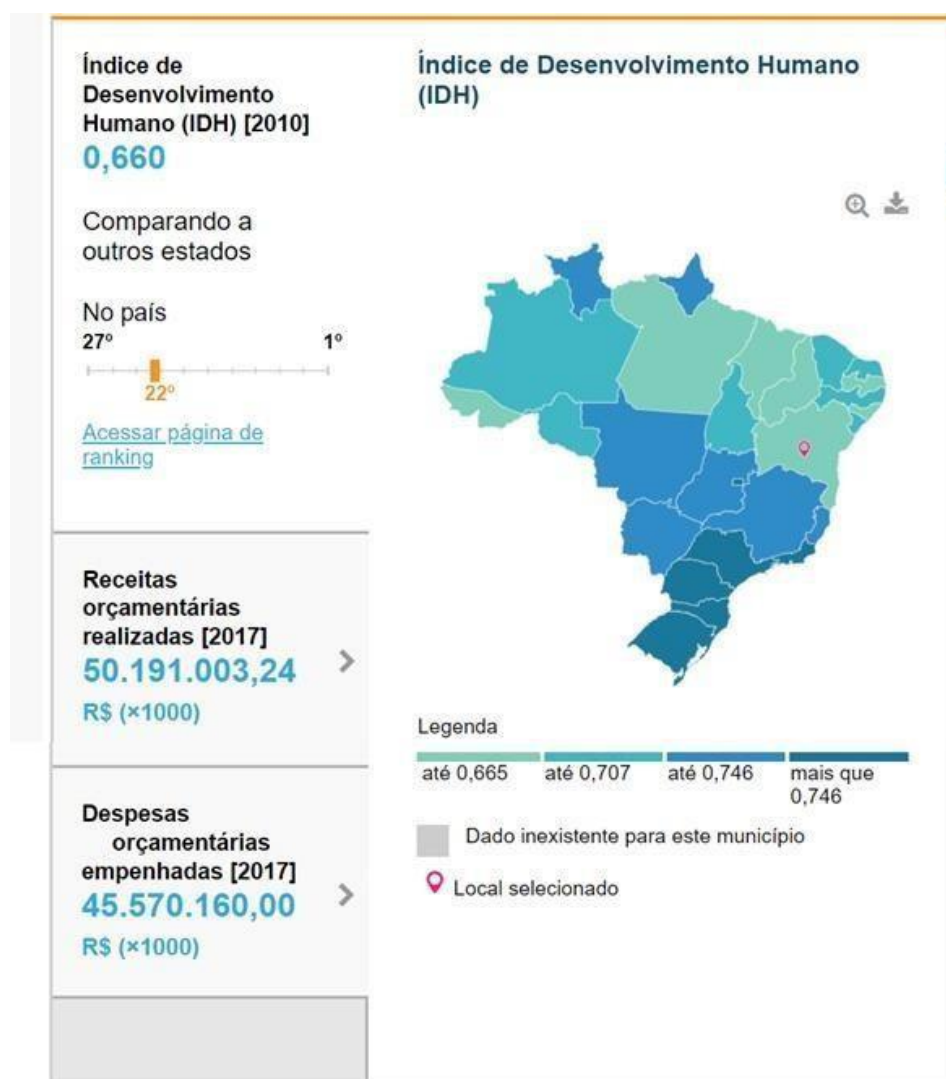 Índice de
Desenvolvimento
Humano (IDH) [2010]
0,660
Comparando a
outros estados
No país
27º 1º
22º
Acessar página de
ranking
Receitas
orçamentárias
realizadas [2017]
50.191.003,24
R$ (×1000)
Despesas
orçamentárias
empenhadas [2017]
45.570.160,00
R$ (×1000)
Índice de Desenvolvimento Humano
(IDH)
Legenda
até 0,665 até 0,707 até 0,746 mais que
0,746
Dado inexistente para este município
Local selecionado